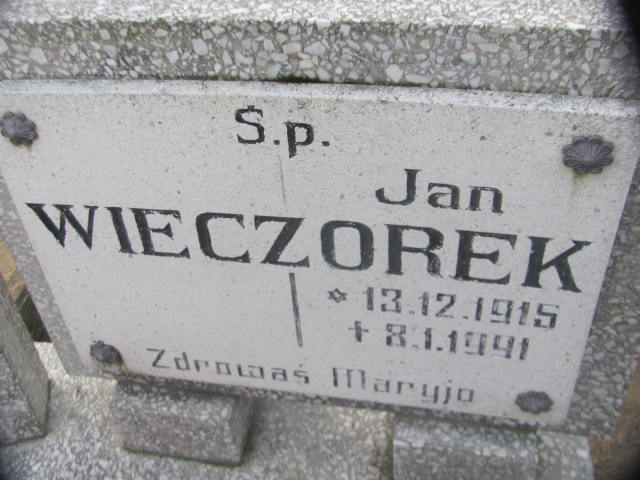 Ś.p.
Jan
WIECZOREK
* 13.12.1915
+ 8.1.1991
Zdrowaś Maryjo